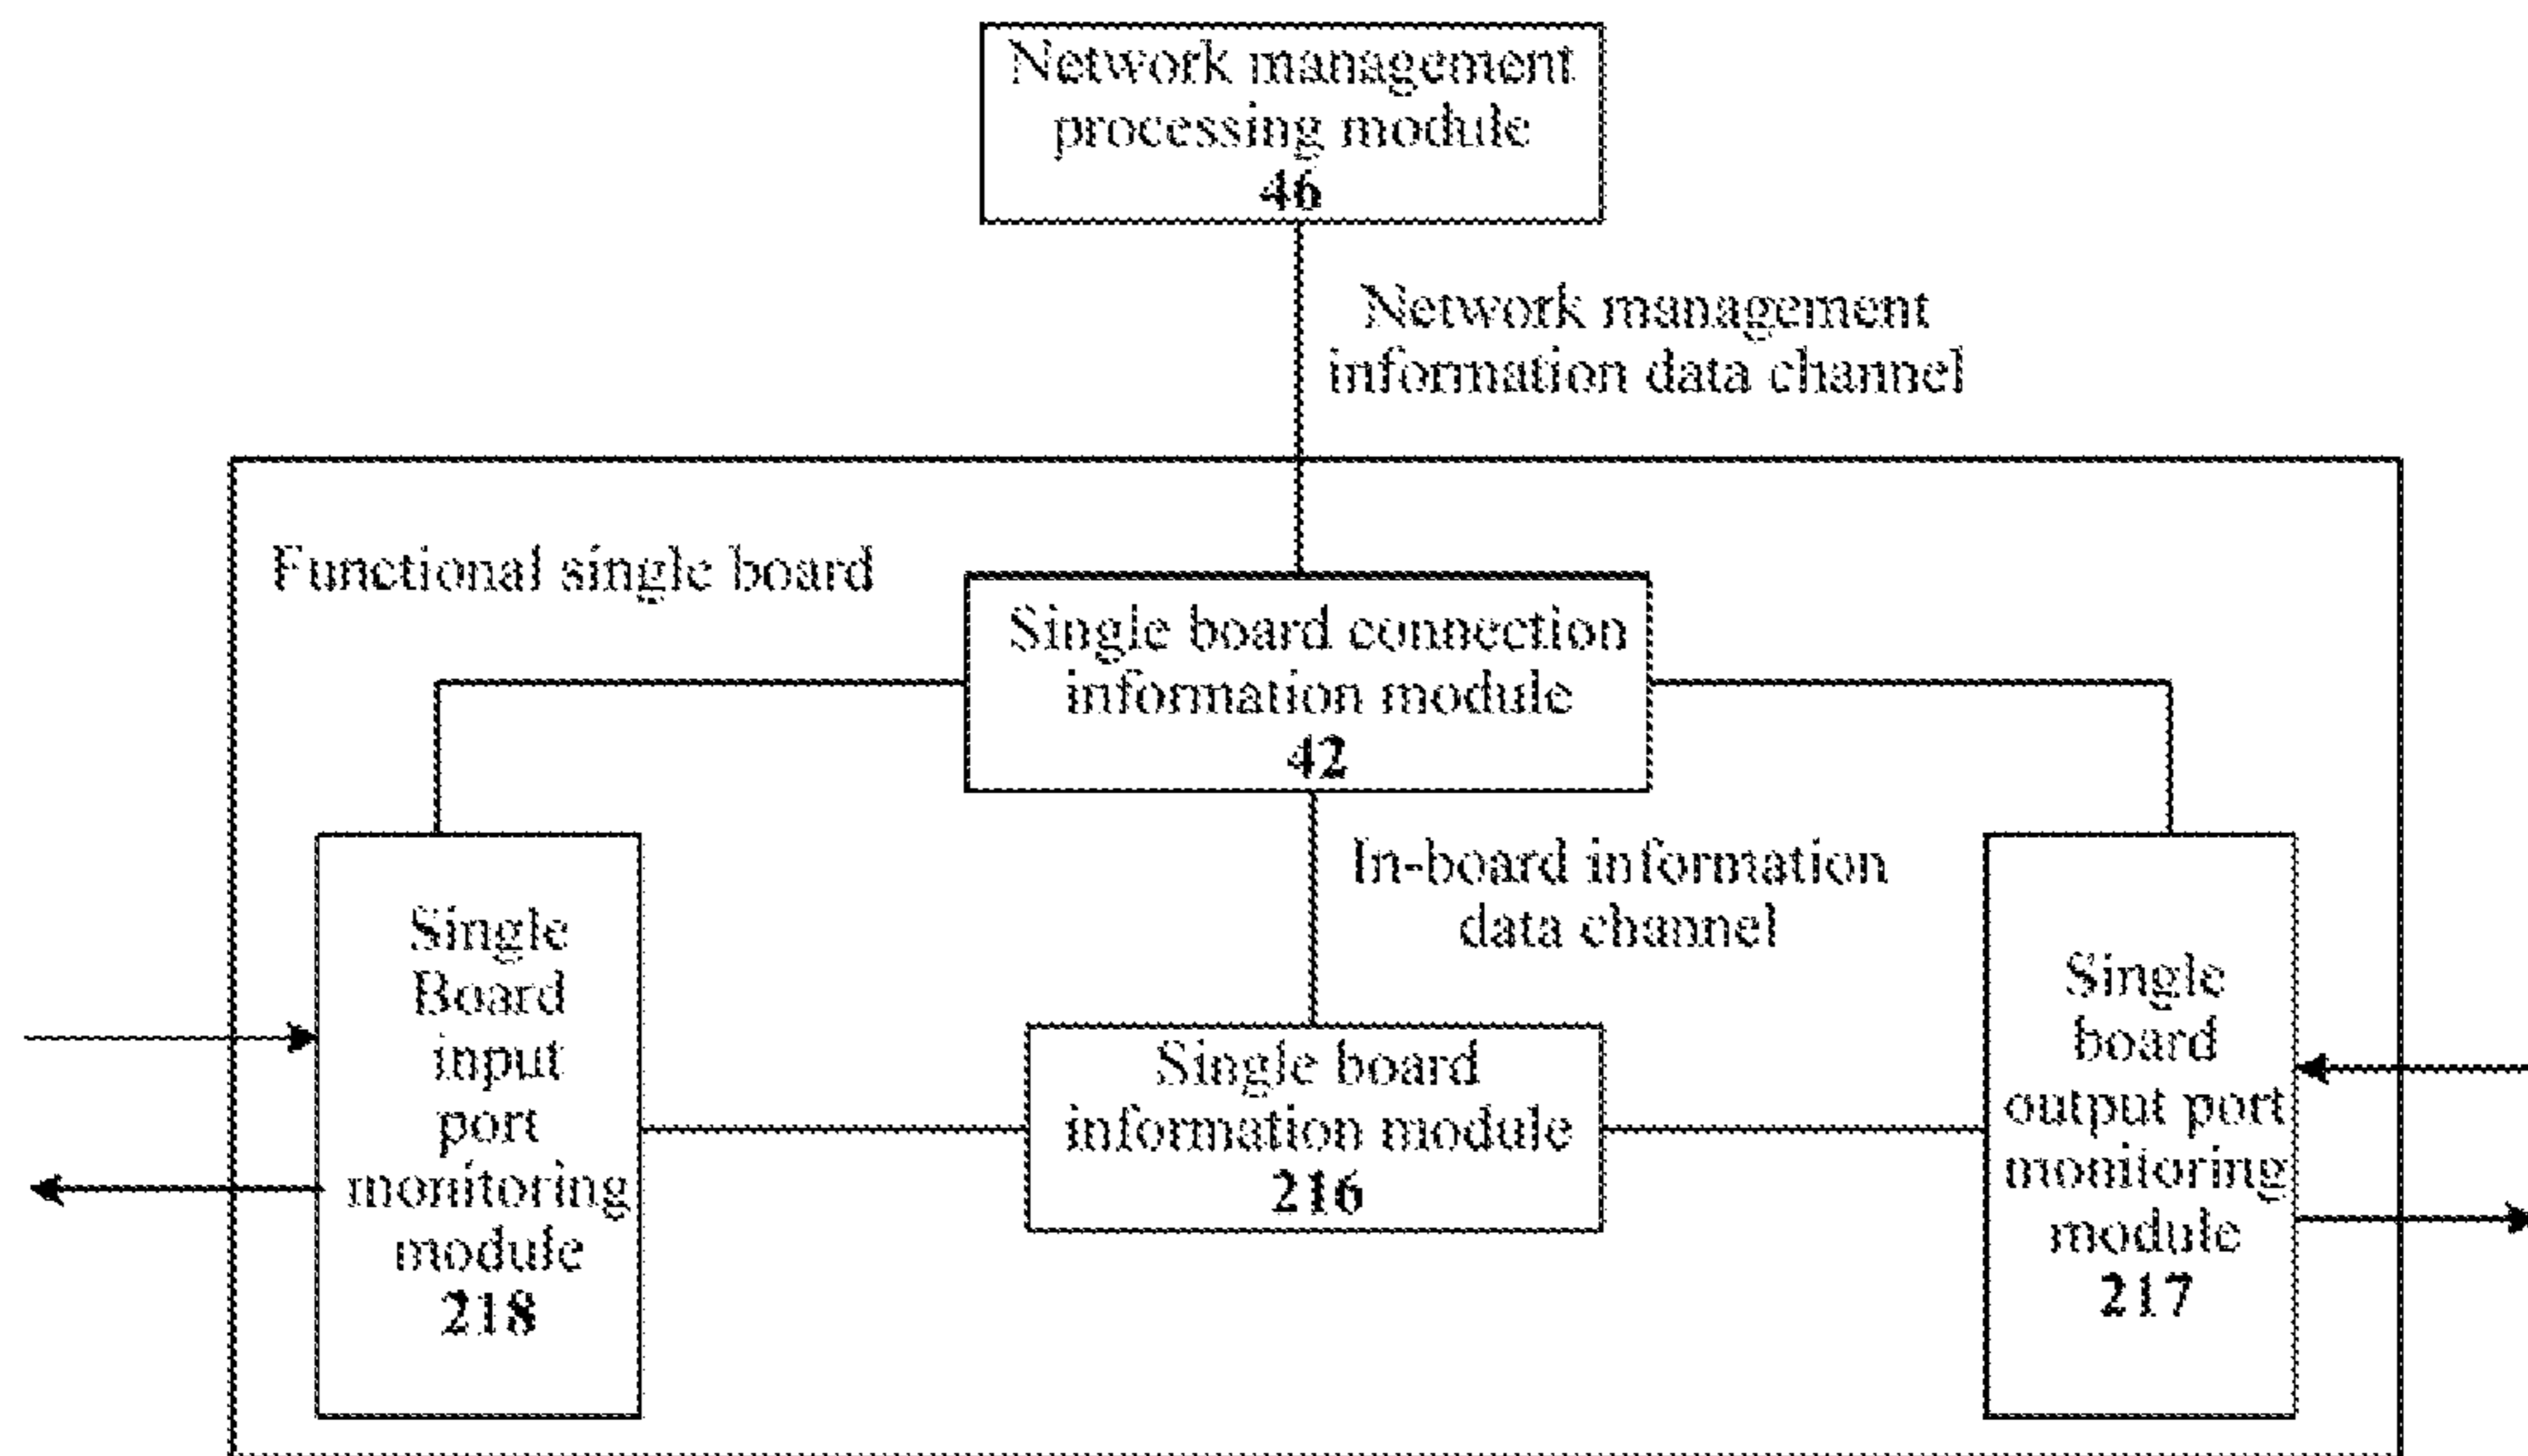 Network management
processing module
46
Network management
information data channel
Functional single board
Single board connection
information module
42
In-board information
data channel
Single
Board
input
port
monitoring
module
218
Single board
information module
216
Single
board
output port
monitoring
module
217